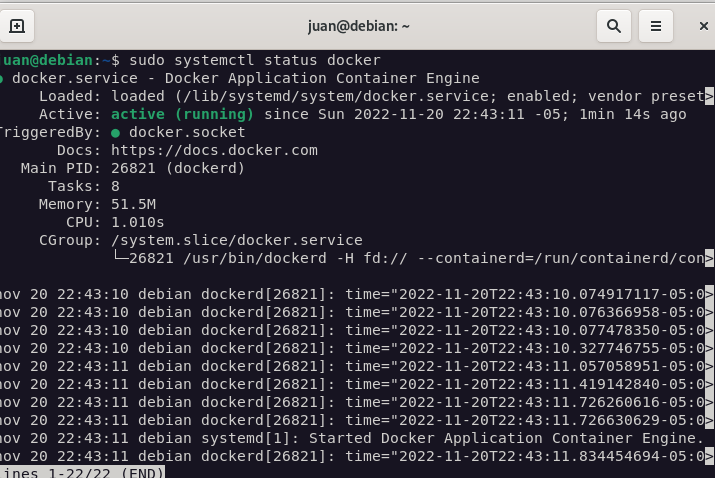 juan@debian: ~
juan@debian:~$ sudo systemctl status docker
● docker.service - Docker Application Container Engine
Loaded: loaded (/lib/systemd/system/docker.service; enabled; vendor preset>
Active: active (running) since Sun 2022-11-20 22:43:11 -05; 1min 14s ago
TriggeredBy: ● docker.socket
Docs: https://docs.docker.com
Main PID: 26821 (dockerd)
Tasks: 8
Memory: 51.5M
CPU: 1.010s
CGroup: /system.slice/docker.service
└─26821 /usr/bin/dockerd -H fd:// --containerd=/run/containerd/con>
nov 20 22:43:10 debian dockerd[26821]: time="2022-11-20T22:43:10.074917117-05:0>
nov 20 22:43:10 debian dockerd[26821]: time="2022-11-20T22:43:10.076366958-05:0>
nov 20 22:43:10 debian dockerd[26821]: time="2022-11-20T22:43:10.077478350-05:0>
nov 20 22:43:10 debian dockerd[26821]: time="2022-11-20T22:43:10.327746755-05:0>
nov 20 22:43:11 debian dockerd[26821]: time="2022-11-20T22:43:11.057058951-05:0>
nov 20 22:43:11 debian dockerd[26821]: time="2022-11-20T22:43:11.419142840-05:0>
nov 20 22:43:11 debian dockerd[26821]: time="2022-11-20T22:43:11.726260616-05:0>
nov 20 22:43:11 debian dockerd[26821]: time="2022-11-20T22:43:11.726630629-05:0>
nov 20 22:43:11 debian systemd[1]: Started Docker Application Container Engine.
nov 20 22:43:11 debian dockerd[26821]: time="2022-11-20T22:43:11.834454694-05:0>
lines 1-22/22 (END)